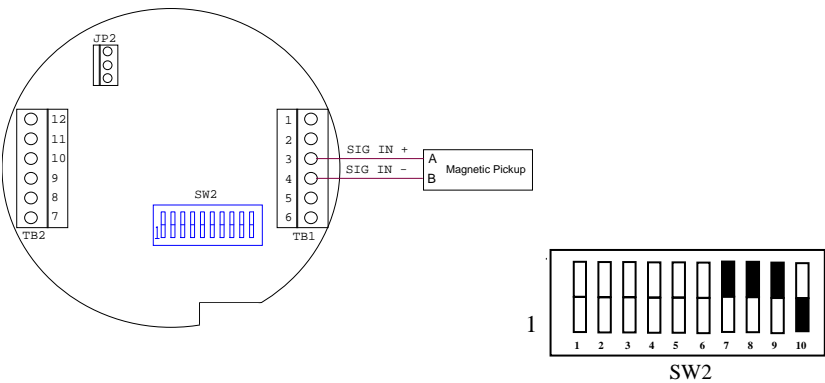 JP2
12
11
10
9
8
7
TB2
SW2
1
1
2
3
4
5
6
TB1
SIG IN +
SIG IN -
A
B
Magnetic Pickup
1
1 2 3 4 5 6 7 8 9 10
SW2